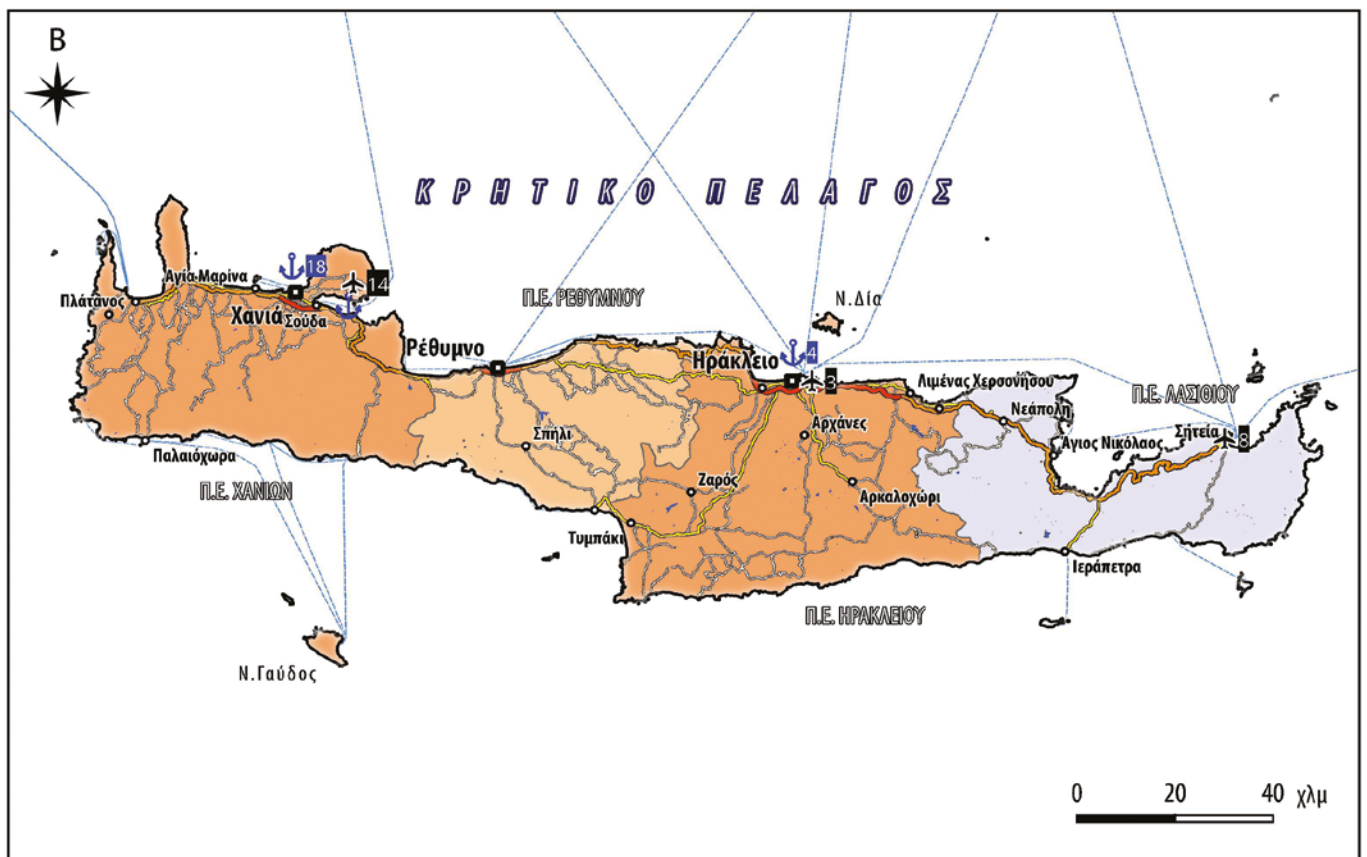 Β
ΚΡΗΤΙΚΟ ΠΕΛΑΓΟΣ
18
Αγία Μαρίνα
14
Πλάτανος
Χανιά
Σούδα
Π.Ε. ΡΕΘΥΜΝΟΥ
Ν.Δία
Ρέθυμνο
Ηράκλειο
4
3
Λιμένας Χερσονήσου
Π.Ε. ΛΑΣΙΘΙΟΥ
Νεάπολη
Αρχάνες
Άγιος Νικόλαος
Σητεία
8
Σπήλι
Παλαιόχωρα
Π.Ε. ΧΑΝΙΩΝ
Ζαρός
Αρκαλοχώρι
Τυμπάκι
Ιεράπετρα
Π.Ε. ΗΡΑΚΛΕΙΟΥ
Ν.Γαύδος
0 20 40 χλμ